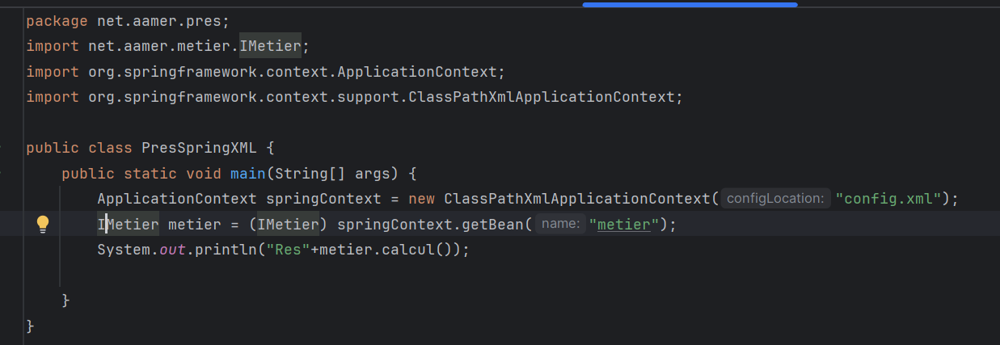 package net.aamer.pres;
import net.aamer.metier.IMetier;
import org.springframework.context.ApplicationContext;
import org.springframework.context.support.ClassPathXmlApplicationContext;
public class PresSpringXML {
public static void main(String[] args) {
ApplicationContext springContext = new ClassPathXmlApplicationContext( configLocation: "config.xml");
IMetier metier = (IMetier) springContext.getBean( name: "metier");
System.out.println("Res"+metier.calcul());
}
}